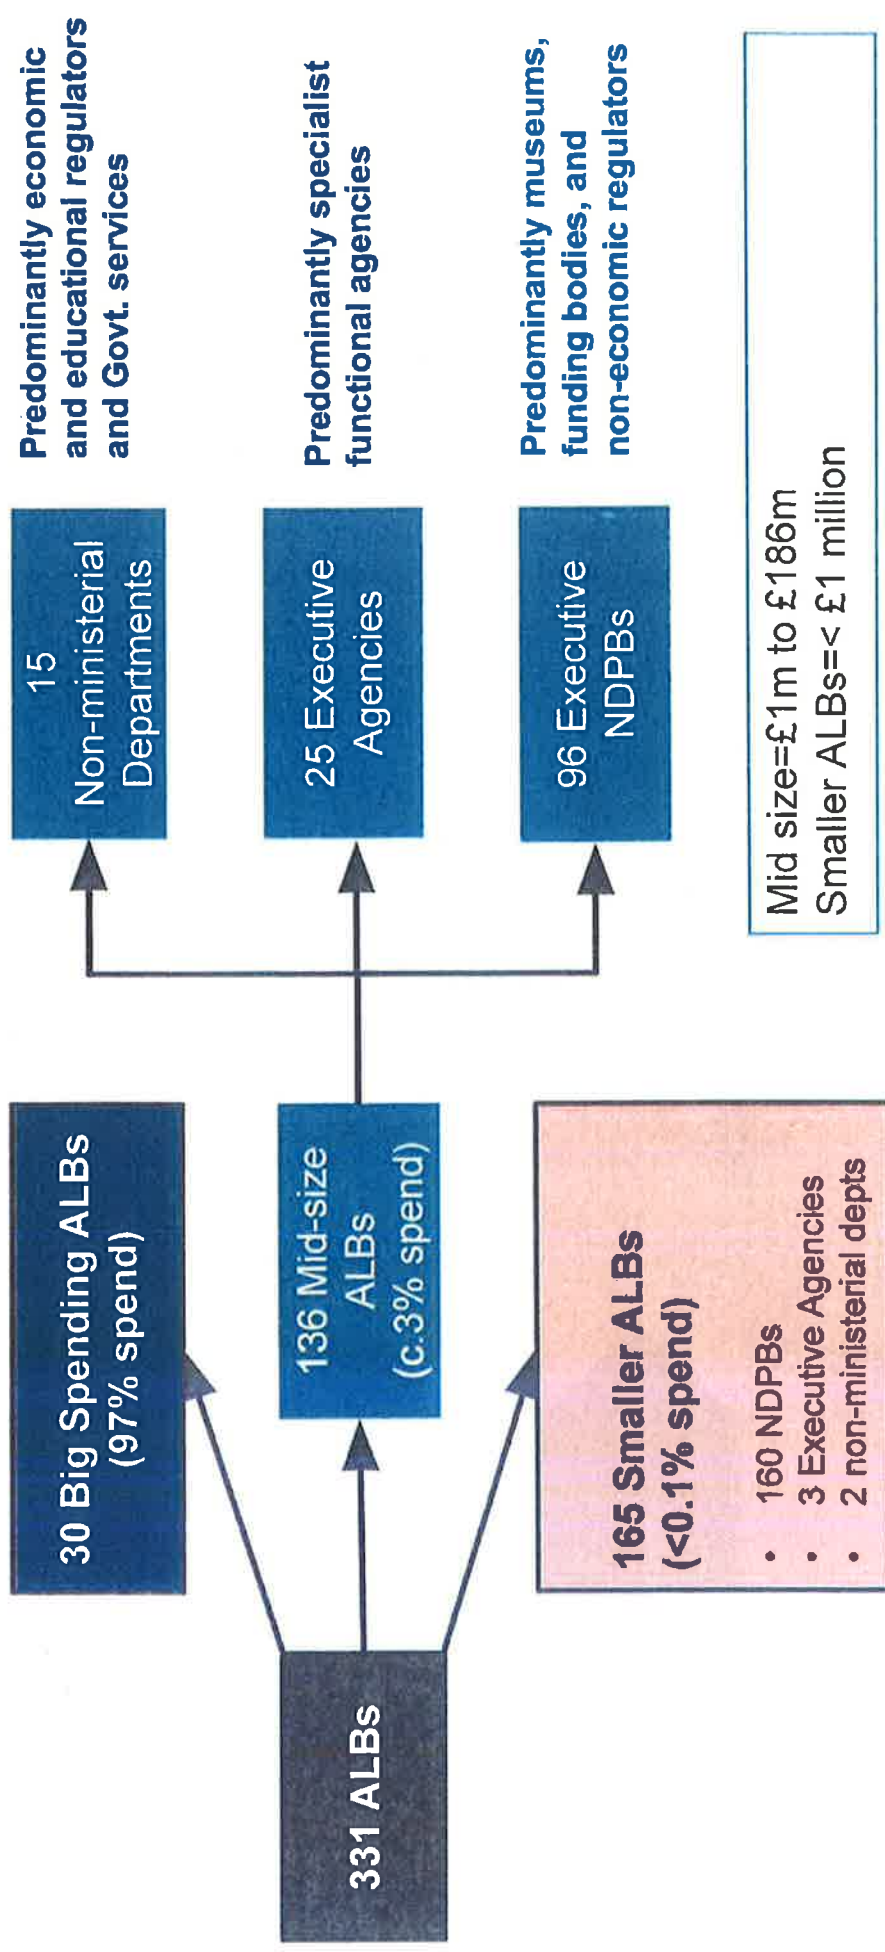 331 ALBs
30 Big Spending ALBs
(97% spend)
136 Mid-size
ALBs
(c.3% spend)
165 Smaller ALBs
(<0.1% spend)
• 160 NDPBs
• 3 Executive Agencies
• 2 non-ministerial depts
15
Non-ministerial
Departments
Predominantly economic
and educational regulators
and Govt. services
25 Executive
Agencies
Predominantly specialist
functional agencies
96 Executive
NDPBs
Predominantly museums,
funding bodies, and
non-economic regulators
Mid size=£1m to £186m
Smaller ALBs=< £1 million